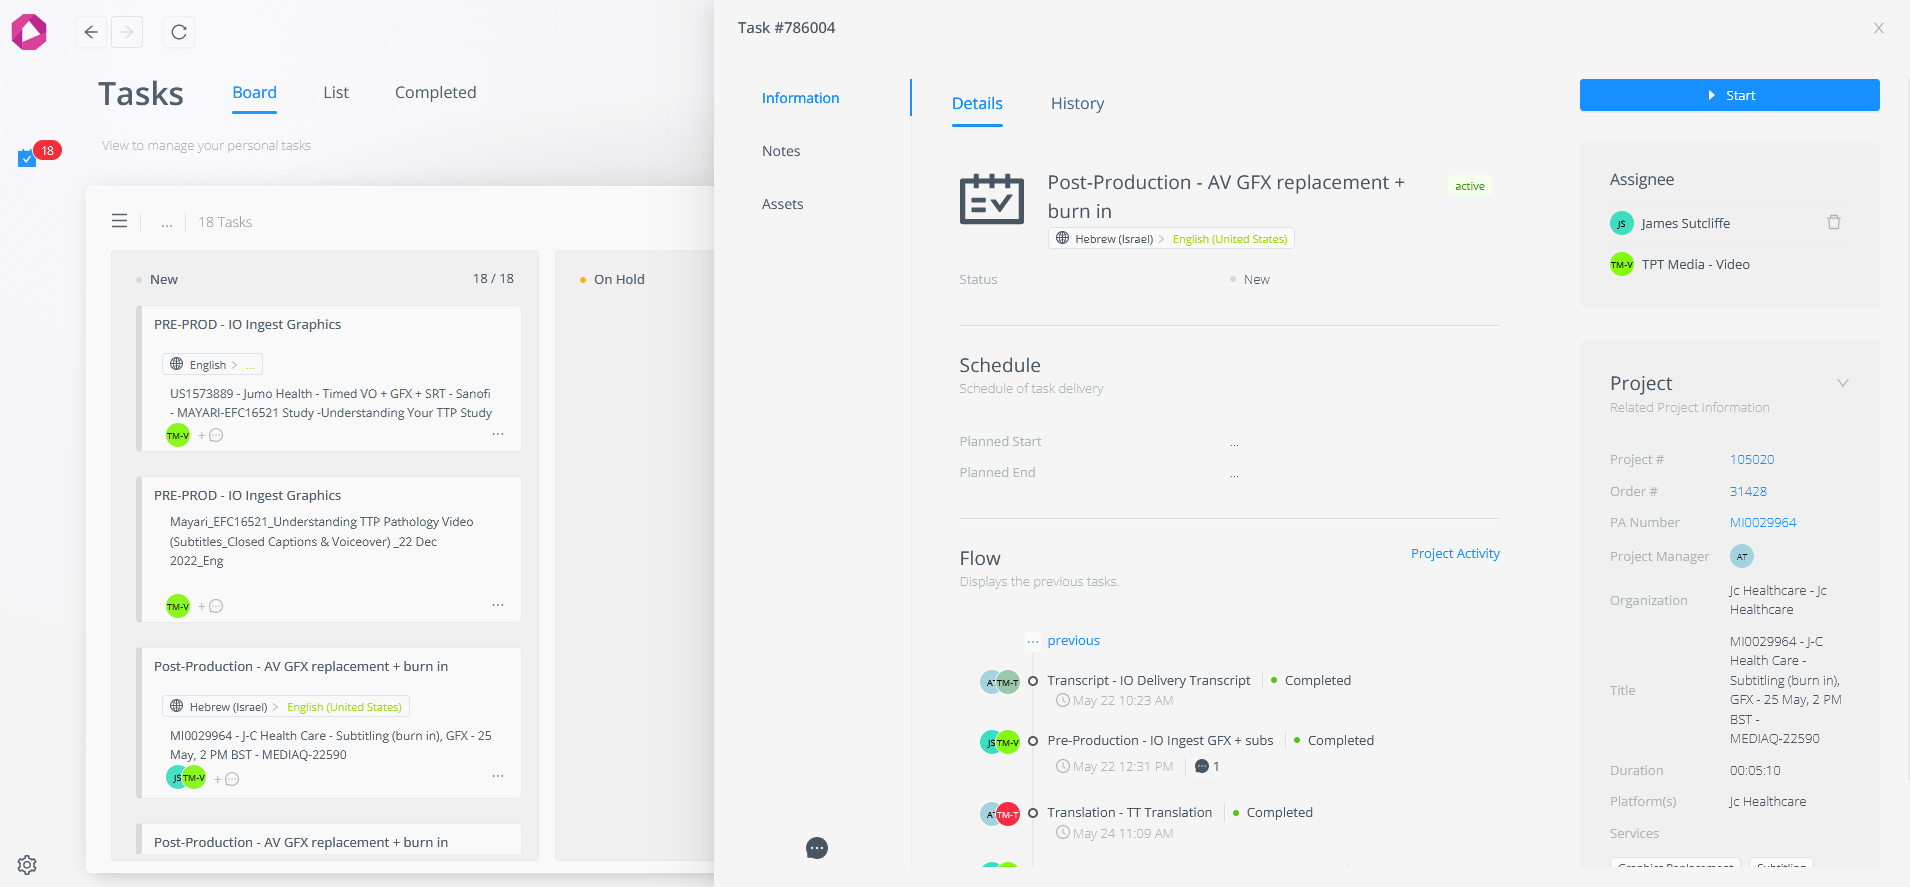 Task #786004
Tasks
Board
List
Completed
18
View to manage your personal tasks
...
18 Tasks
New
18 / 18
On Hold
PRE-PROD - IO Ingest Graphics
English > ...
US1573889 - Jumo Health - Timed VO + GFX + SRT - Sanofi
- MAYARI-EFC16521 Study -Understanding Your TTP Study
TM-V
+
PRE-PROD - IO Ingest Graphics
Mayari_EFC16521_Understanding TTP Pathology Video
(Subtitles_Closed Captions & Voiceover) _22 Dec
2022_Eng
TM-V
+
Post-Production - AV GFX replacement + burn in
Hebrew (Israel) > English (United States)
MI0029964 - J-C Health Care - Subtitling (burn in), GFX - 25
May, 2 PM BST - MEDIAQ-22590
JS TM-V
+
Post-Production - AV GFX replacement + burn in
Information
Notes
Assets
Details
History
Post-Production - AV GFX replacement +
burn in
active
Hebrew (Israel) > English (United States)
Status
New
Schedule
Schedule of task delivery
Planned Start
...
Planned End
...
Flow
Project Activity
Displays the previous tasks.
previous
AT TM-T
Transcript - IO Delivery Transcript
Completed
May 22 10:23 AM
JS TM-V
Pre-Production - IO Ingest GFX + subs
Completed
May 22 12:31 PM
1
AT TM-T
Translation - TT Translation
Completed
May 24 11:09 AM
Start
Assignee
JS James Sutcliffe
TM-V TPT Media - Video
Project
Related Project Information
Project #
105020
Order #
31428
PA Number
MI0029964
Project Manager
AT
Organization
Jc Healthcare - Jc
Healthcare
Title
MI0029964 - J-C
Health Care -
Subtitling (burn in),
GFX - 25 May, 2 PM
BST -
MEDIAQ-22590
Duration
00:05:10
Platform(s)
Jc Healthcare
Services
Graphics Replacement
Subtitling